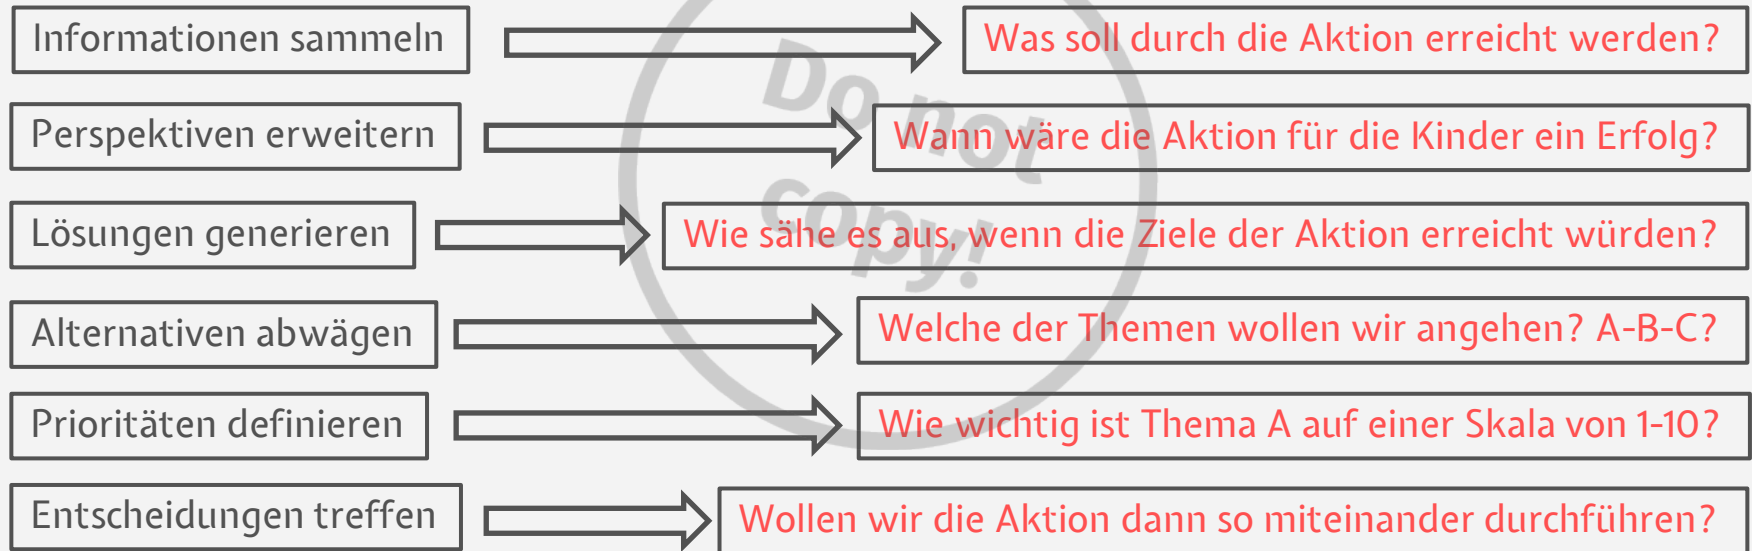 Informationen sammeln Was soll durch die Aktion erreicht werden?
Perspektiven erweitern Wann wäre die Aktion für die Kinder ein Erfolg?
Lösungen generieren Wie sähe es aus, wenn die Ziele der Aktion erreicht würden?
Alternativen abwägen Welche der Themen wollen wir angehen? A-B-C?
Prioritäten definieren Wie wichtig ist Thema A auf einer Skala von 1-10?
Entscheidungen treffen Wollen wir die Aktion dann so miteinander durchführen?
Do not
copy!